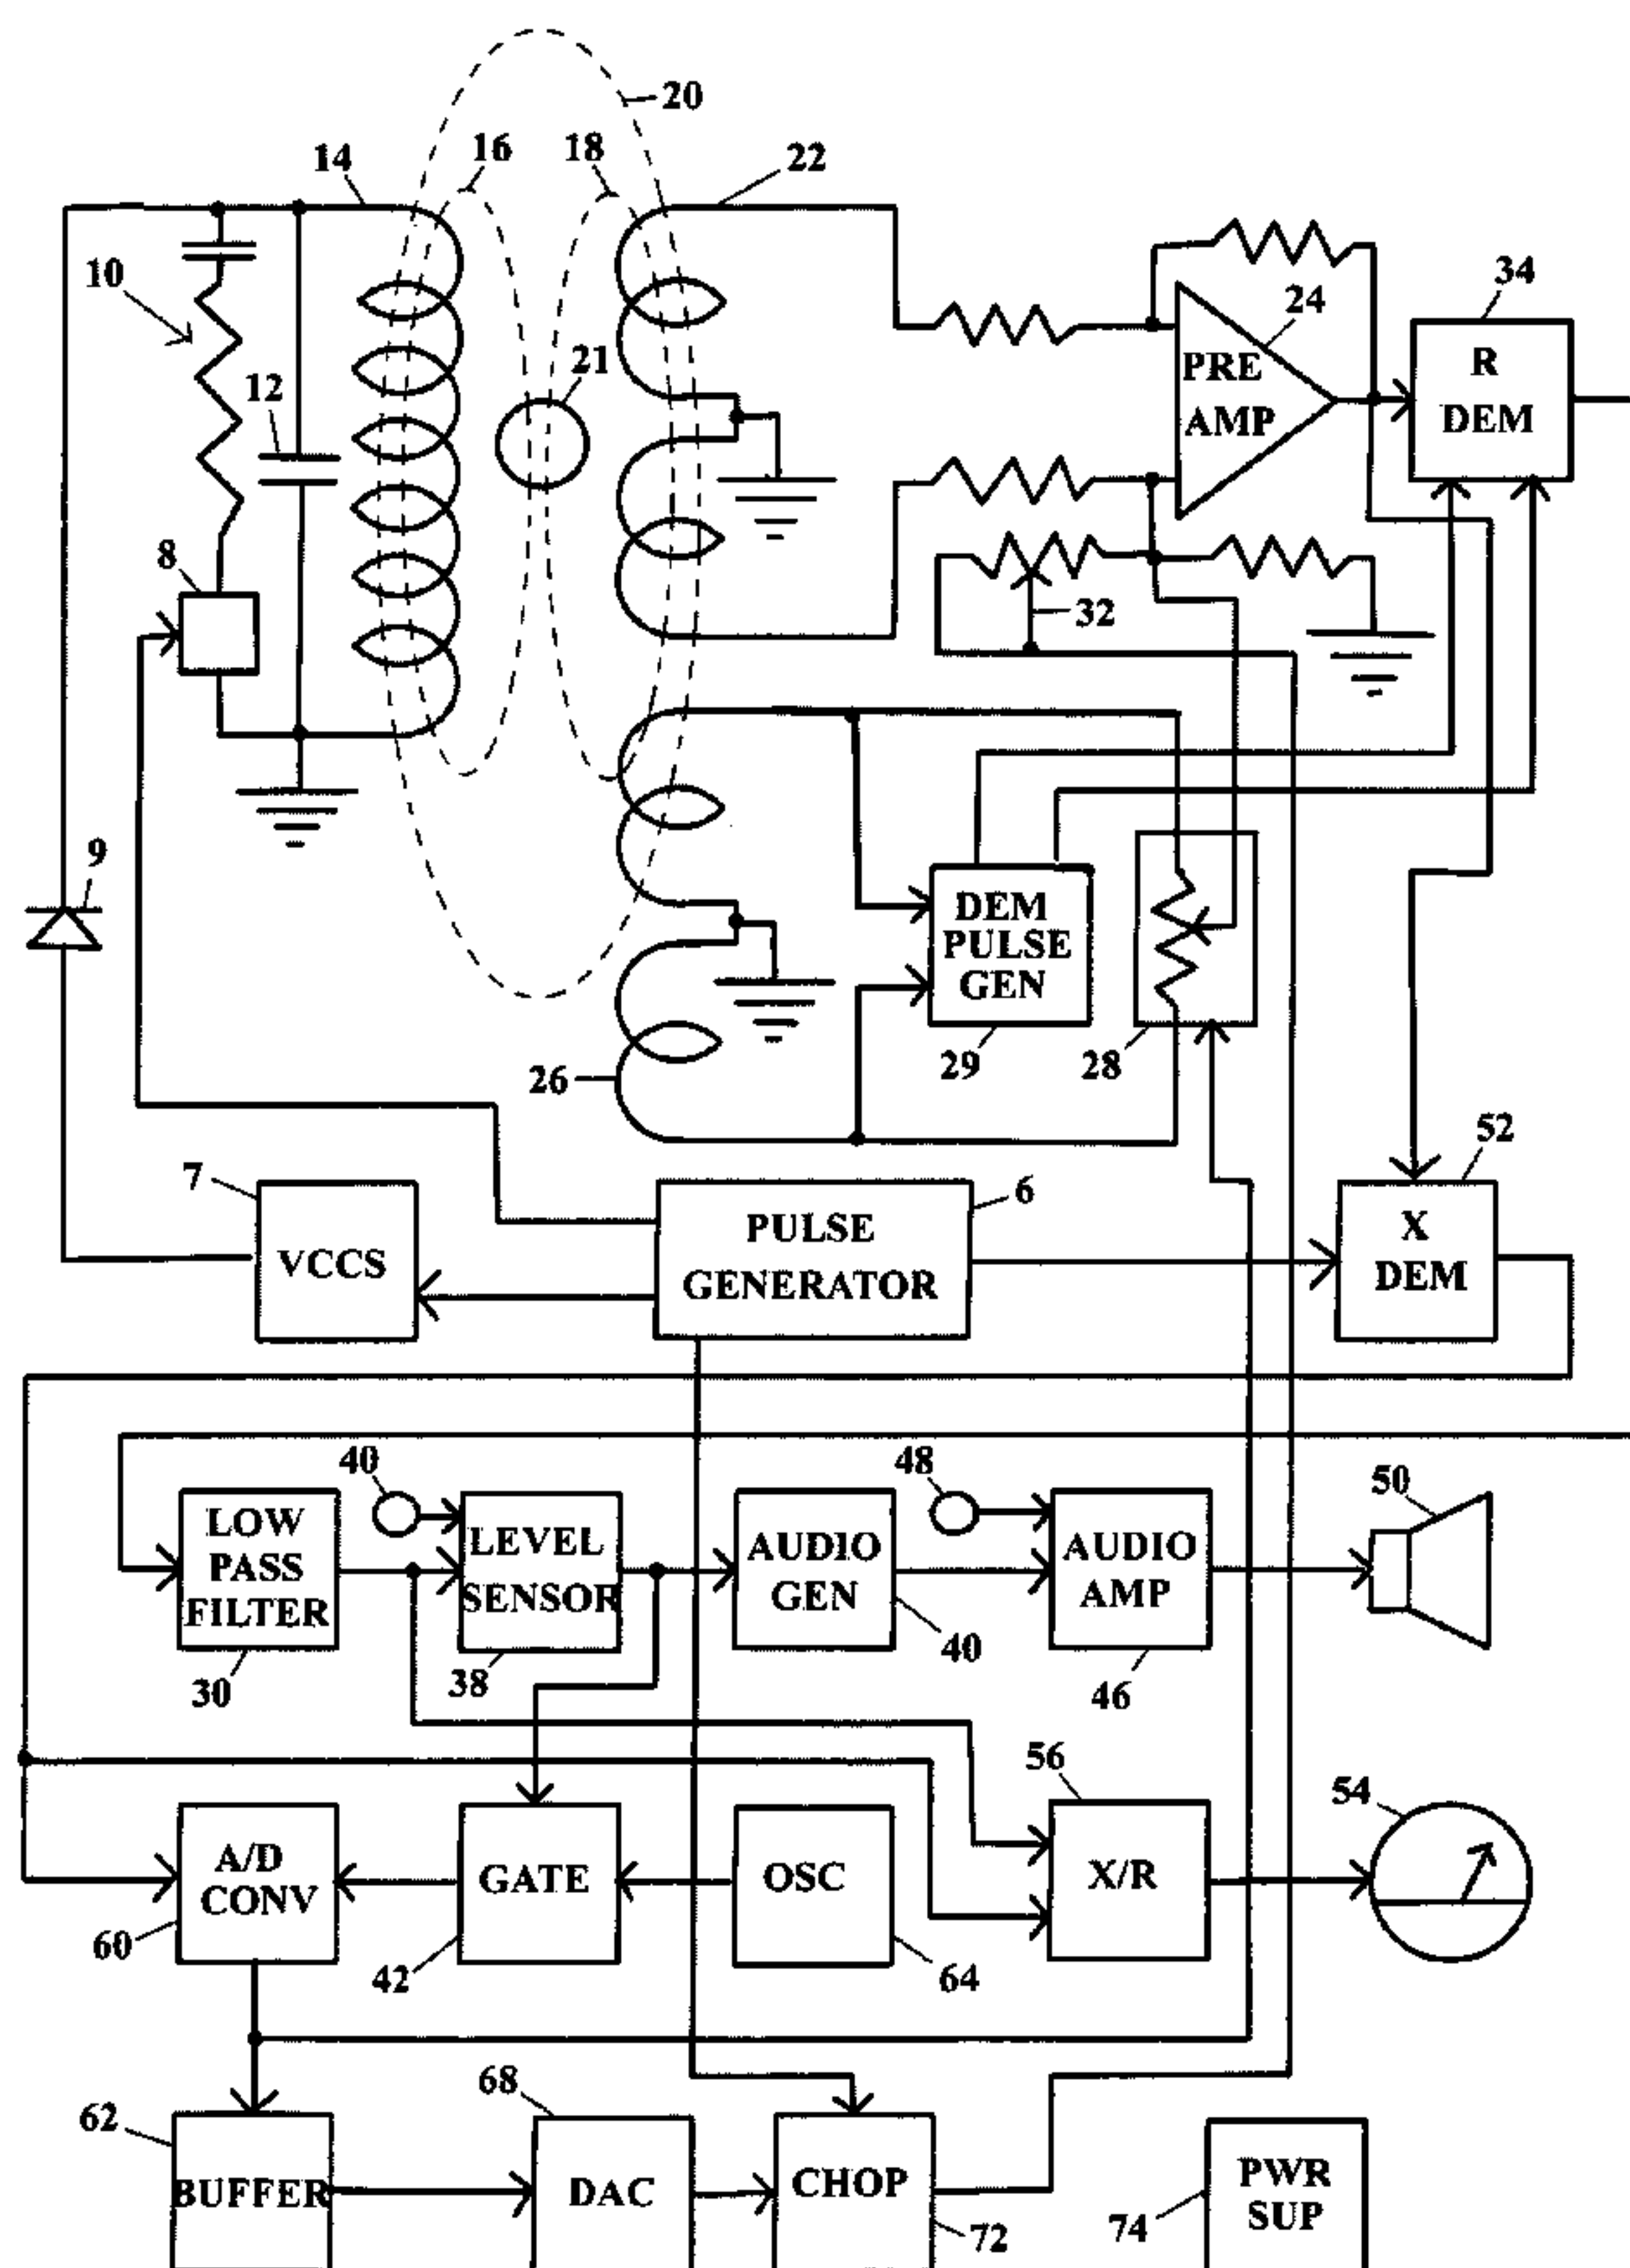 20
14
16
18
22
10
34
24
PRE
AMP
R
DEM
21
12
8
32
9
DEM
PULSE
GEN
29
28
26
52
7
6
VCCS
PULSE
GENERATOR
X
DEM
40
48
50
LOW
PASS
FILTER
LEVEL
SENSOR
AUDIO
GEN
AUDIO
AMP
30
38
40
46
56
54
A/D
CONV
GATE
OSC
X/R
60
42
64
68
62
BUFFER
DAC
CHOP
72
74
PWR
SUP